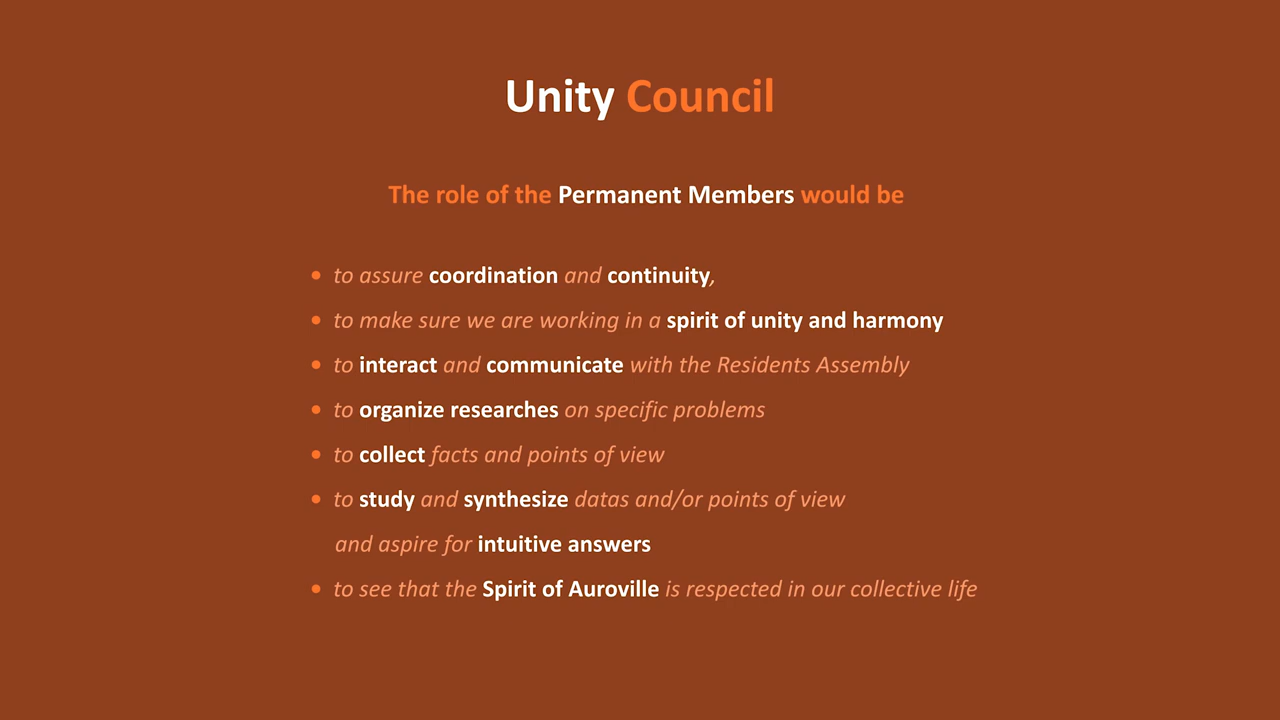 Unity Council
The role of the Permanent Members would be
• to assure coordination and continuity,
• to make sure we are working in a spirit of unity and harmony
• to interact and communicate with the Residents Assembly
• to organize researches on specific problems
• to collect facts and points of view
• to study and synthesize datas and/or points of view
and aspire for intuitive answers
• to see that the Spirit of Auroville is respected in our collective life